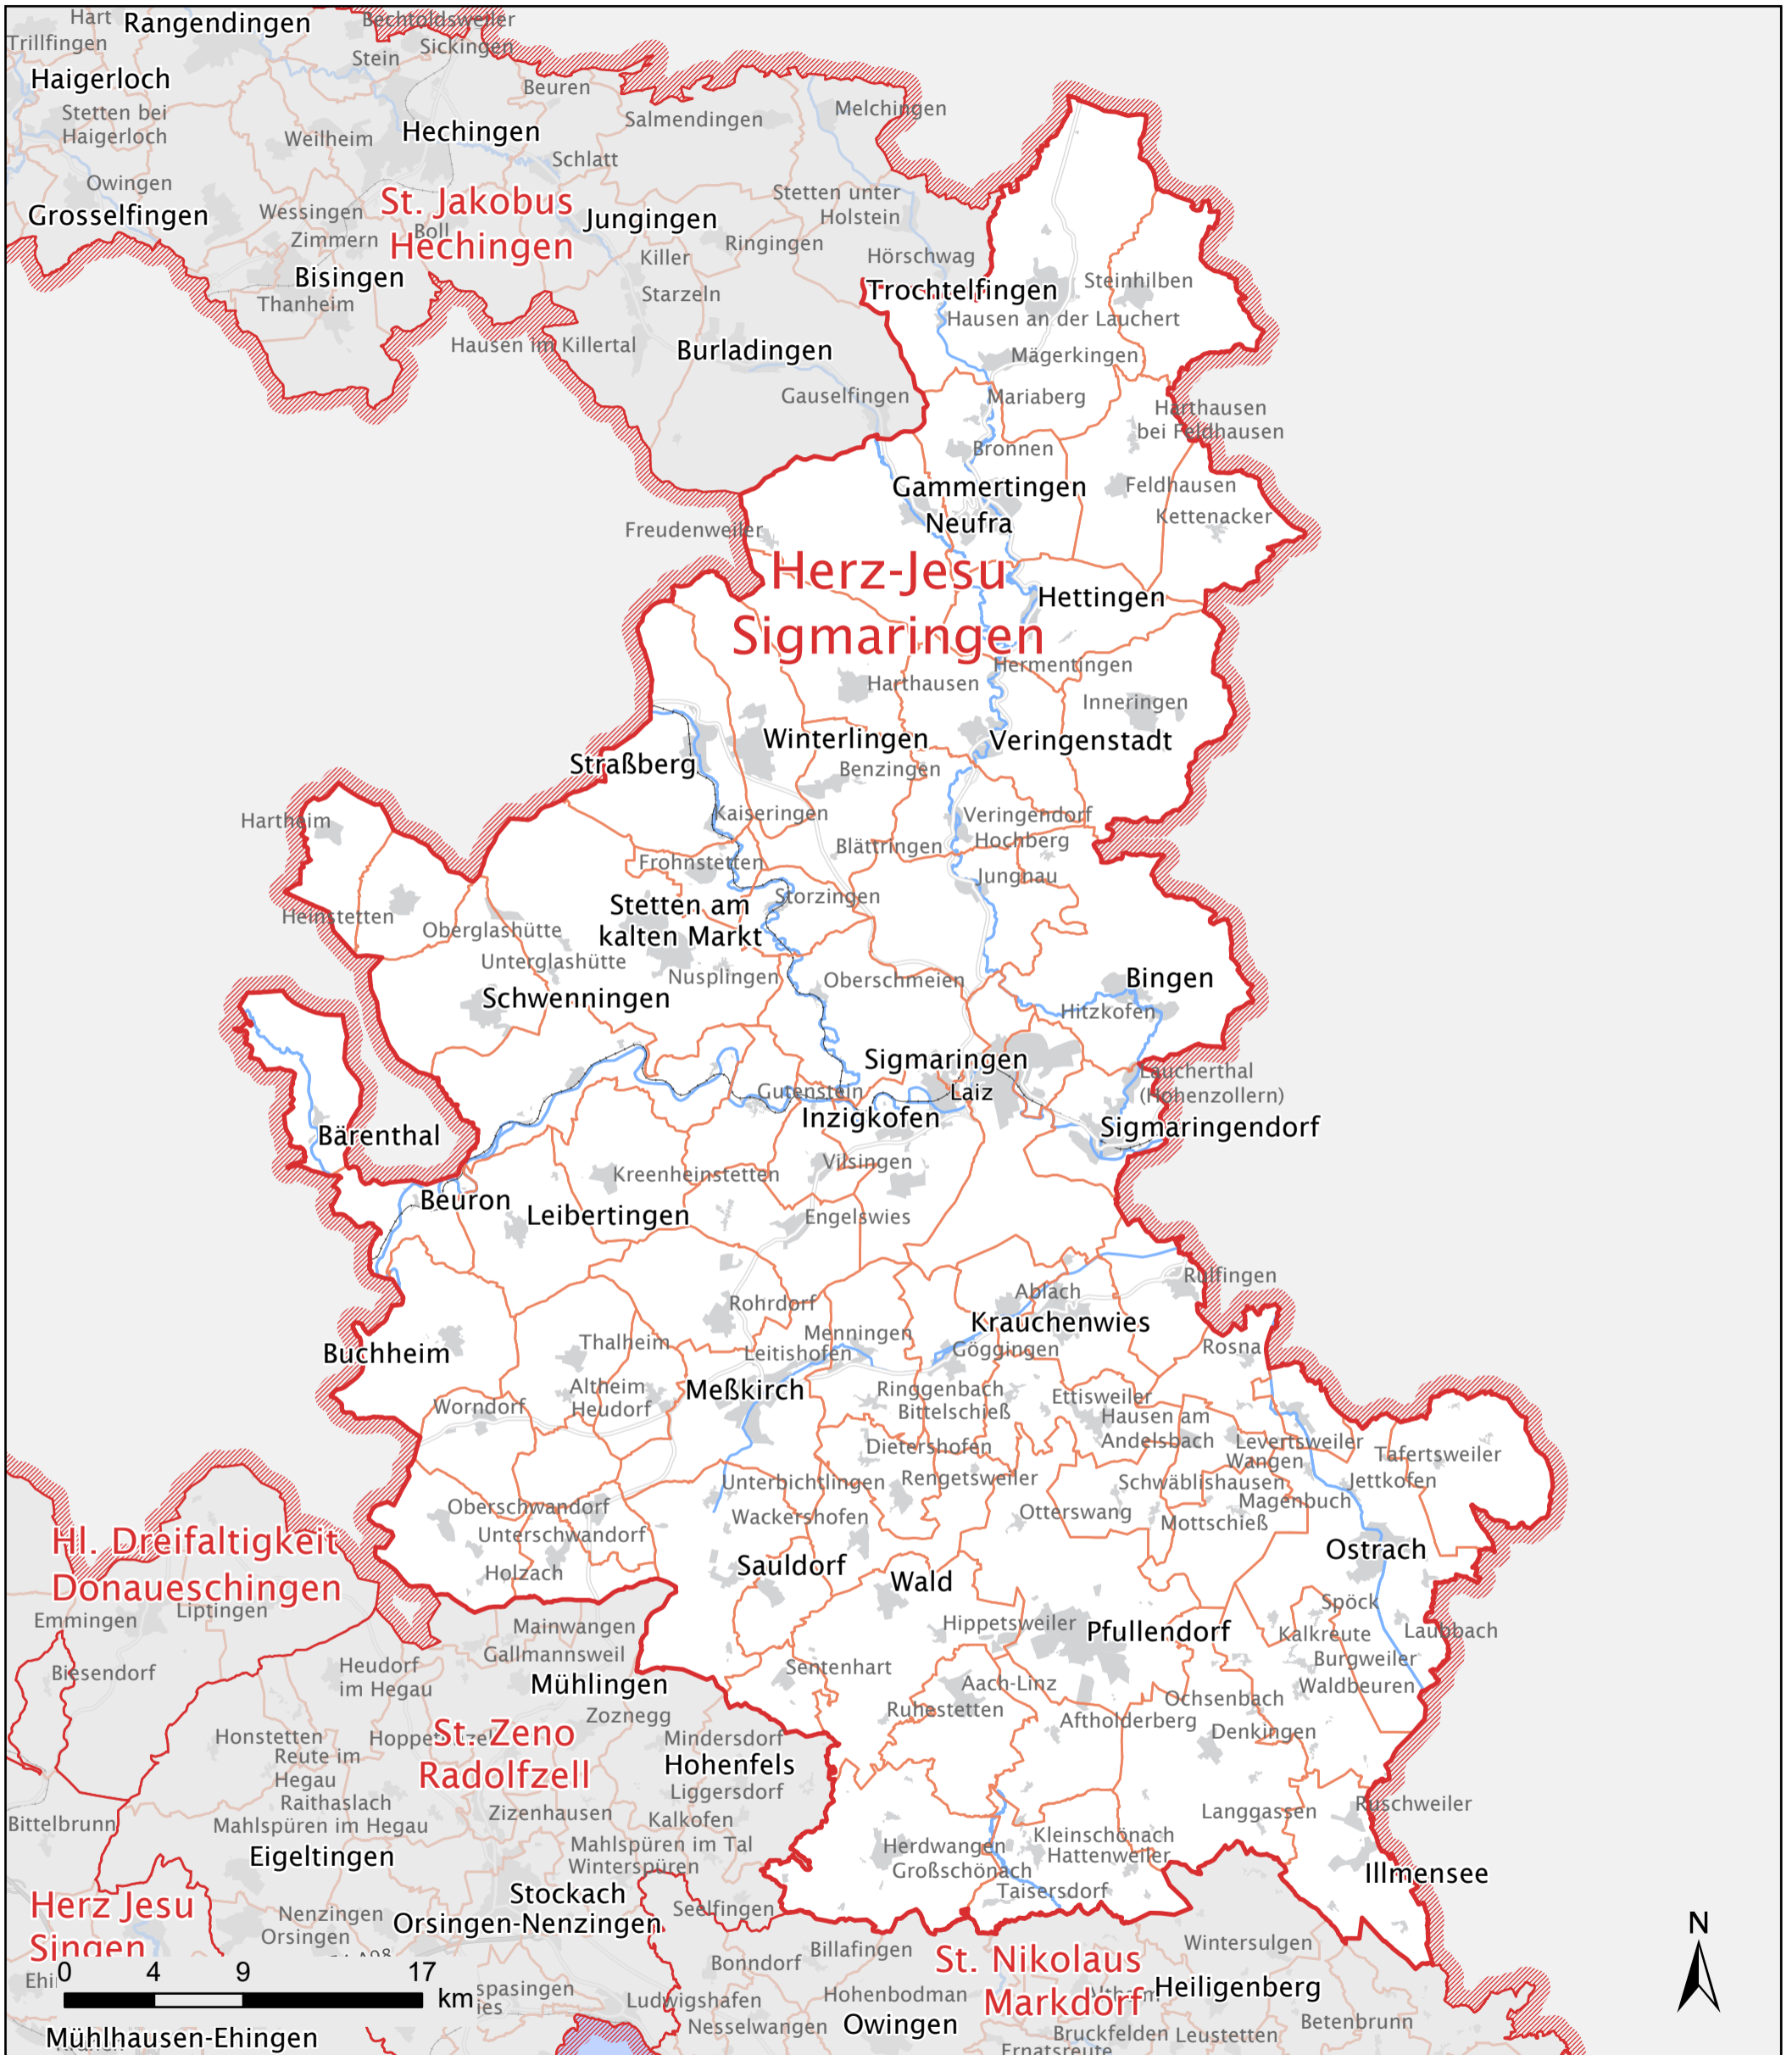 Hart
Rangendingen
Bechtoldsweiler
Trillfingen
Sickingen
Stein
Haigerloch
Beuren
Stetten bei
Haigerloch
Salmendingen
Melchingen
Weilheim
Hechingen
Schlatt
Owingen
Stetten unter
Holstein
St. Jakobus
Hechingen
Grosselfingen
Wessingen
Jungingen
Boll
Zimmern
Ringingen
Killer
Hörschwag
Bisingen
Thanheim
Starzeln
Trochtelfingen
Steinhilben
Hausen an der Lauchert
Hausen im Killertal
Burladingen
Mägerkingen
Gauselfingen
Mariaberg
Harthausen
bei Feldhausen
Bronnen
Gammertingen
Feldhausen
Neufra
Kettenacker
Freudenweiler
Herz-Jesu
Sigmaringen
Hettingen
Hermentingen
Harthausen
Inneringen
Winterlingen
Veringenstadt
Straßberg
Benzingen
Kaiseringen
Veringendorf
Hartheim
Hochberg
Blättringen
Frohnstetten
Jungnau
Storzingen
Stetten am
kalten Markt
Heinstetten
Oberglashütte
Unterglashütte
Nusplingen
Oberschmeien
Bingen
Schwenningen
Hitzkofen
Sigmaringen
Laucherthal
(Hohenzollern)
Gutenstein
Laiz
Inzigkofen
Sigmaringendorf
Bärenthal
Vilsingen
Kreenheinstetten
Beuron
Leibertingen
Engelswies
Rulfingen
Ablach
Rohrdorf
Krauchenwies
Menningen
Thalheim
Leitishofen
Göggingen
Rosna
Buchheim
Altheim
Meßkirch
Ringgenbach
Ettisweiler
Worndorf
Heudorf
Bittelschieß
Hausen am
Andelsbach
Dietershofen
Levertsweiler
Tafertsweiler
Wangen
Unterbichtlingen
Rengetsweiler
Schwäblishausen
Jettkofen
Magenbuch
Oberschwandorf
Wackershofen
Otterswang
Mottschieß
Unterschwandorf
Hl. Dreifaltigkeit
Donaueschingen
Ostrach
Holzach
Sauldorf
Wald
Emmingen
Liptingen
Spöck
Mainwangen
Hippetsweiler
Pfullendorf
Kalkreute
Laubbach
Gallmannsweil
Burgweiler
Biesendorf
Heudorf
im Hegau
Sentenhart
Mühlingen
Aach-Linz
Waldbeuren
Ochsenbach
Zoznegg
Ruhestetten
Aftholderberg
Denkingen
Honstetten
St. Zeno
Radolfzell
Mindersdorf
Reute im
Hegau
Hohenfels
Raithaslach
Liggersdorf
Bittelbrunn
Mahlspüren im Hegau
Zizenhausen
Kalkofen
Langgassen
Ruschweiler
Mahlspüren im Tal
Herdwangen
Kleinschönach
Eigeltingen
Winterspüren
Hattenweiler
Großschönach
Illmensee
Stockach
Taisersdorf
Herz Jesu
Singen
Nenzingen
Orsingen-Nenzingen
Seelfingen
Orsingen
Billafingen
St. Nikolaus
Markdorf
Wintersulgen
N
Bonndorf
0 4 9 17
km
Hohenbodman
Heiligenberg
Ludwigshafen
Nesselwangen
Owingen
Betenbrunn
Mühlhausen-Ehingen
Bruckfelden
Leustetten
Ernatsreute